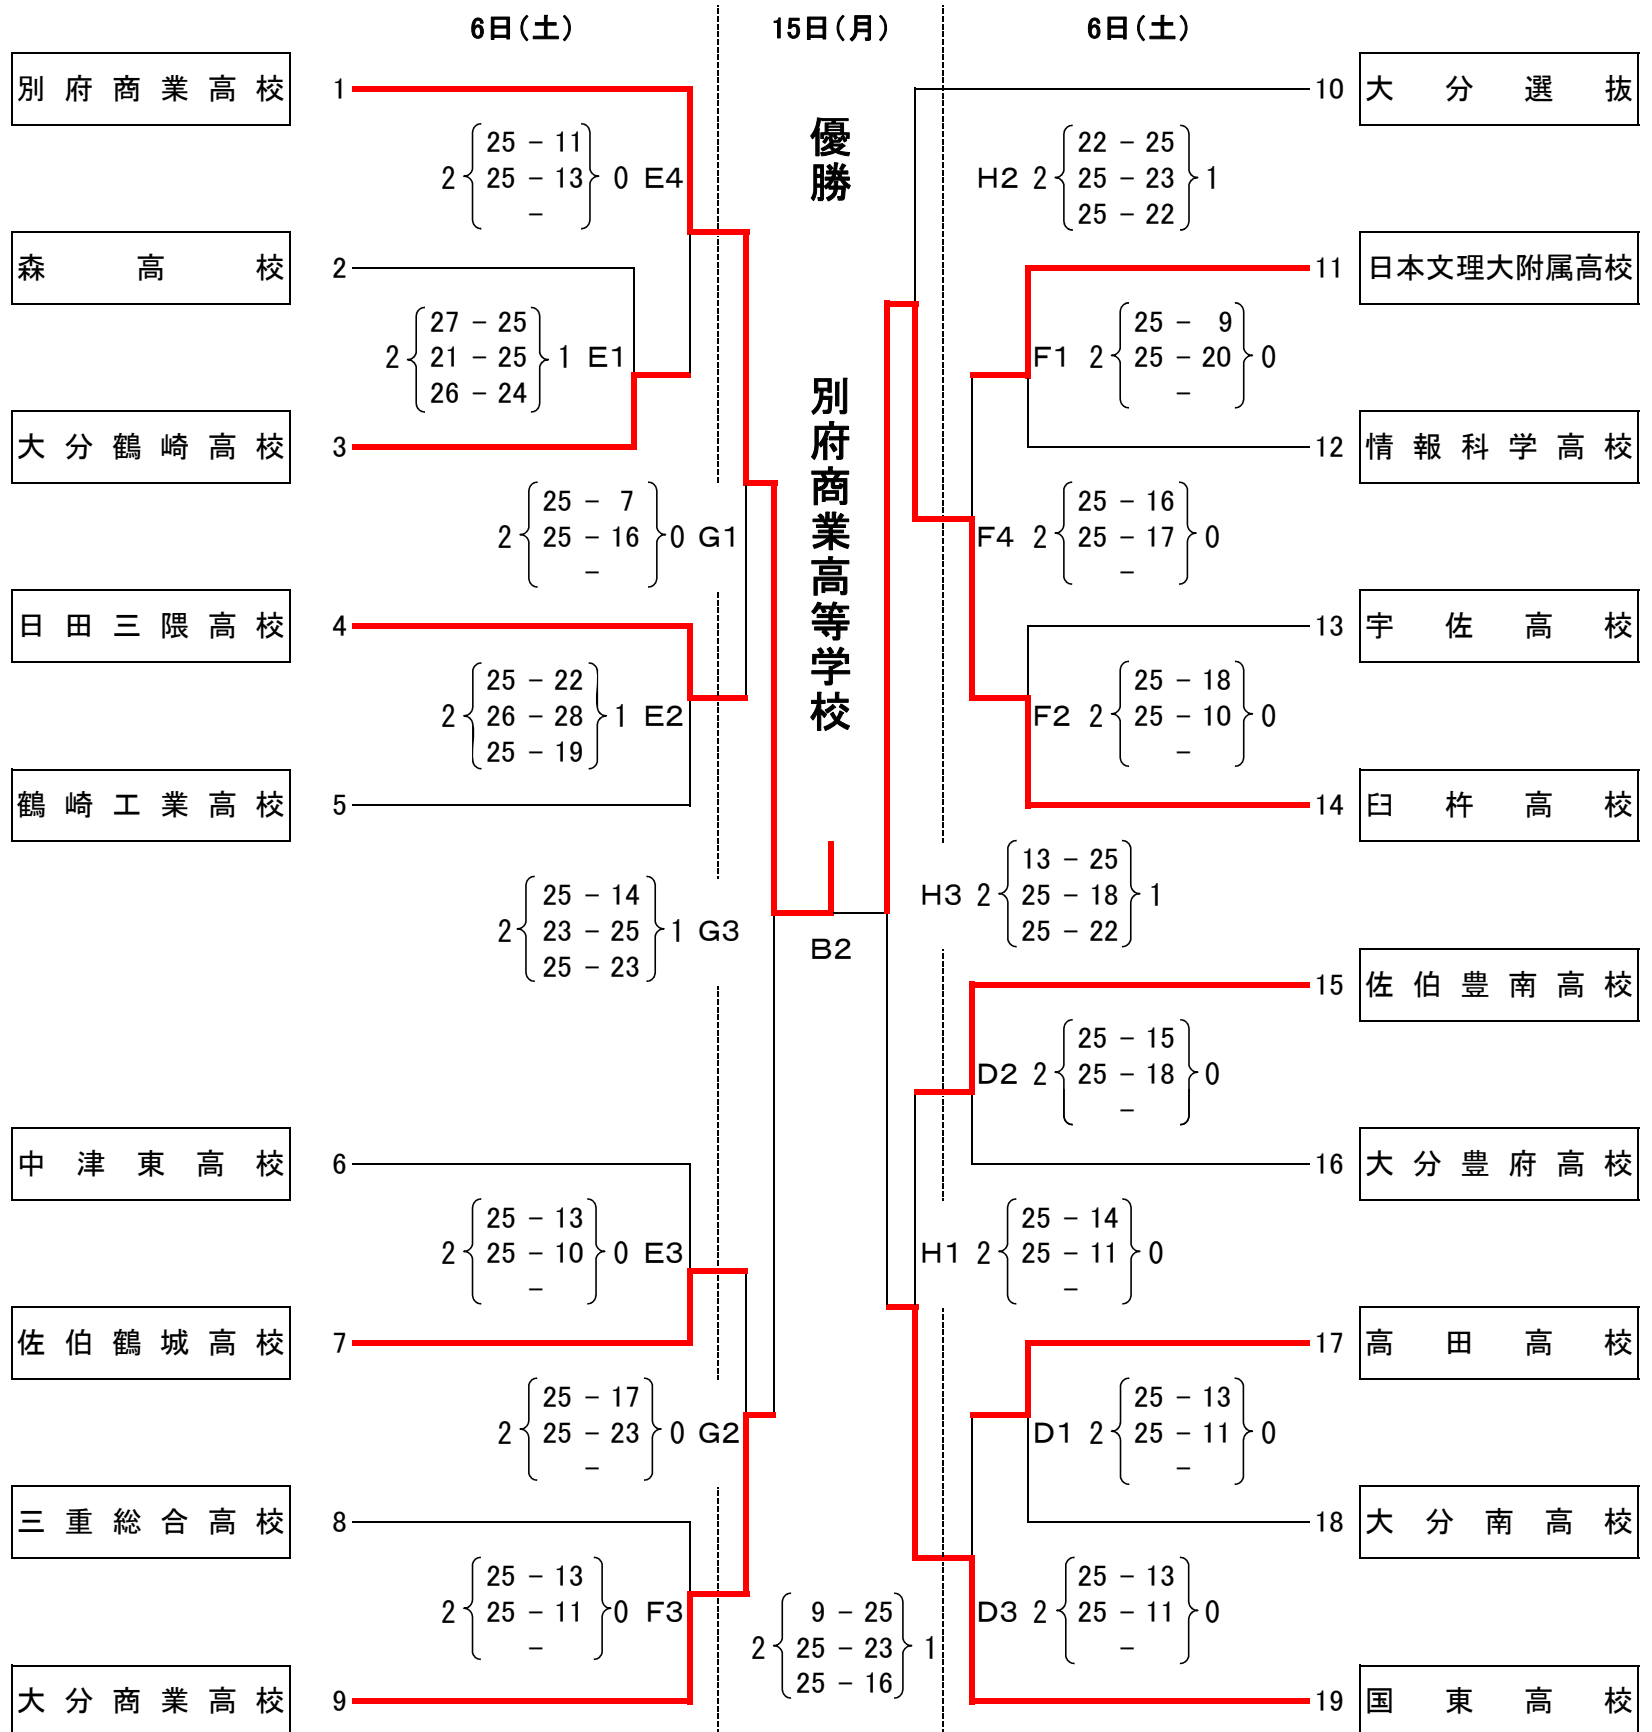 6日（土）
15日（月）
6日（土）
優勝
別府商業高等学校
別府商業高校 1
25 － 11
2 25 － 13 0 E4
－
森高校 2
27 － 25
2 21 － 25 1 E1
26 － 24
大分鶴崎高校 3
25 － 7
2 25 － 16 0 G1
－
日田三隈高校 4
25 － 22
2 26 － 28 1 E2
25 － 19
鶴崎工業高校 5
25 － 14
2 23 － 25 1 G3
25 － 23
中津東高校 6
25 － 13
2 25 － 10 0 E3
－
佐伯鶴城高校 7
25 － 17
2 25 － 23 0 G2
－
三重総合高校 8
25 － 13
2 25 － 11 0 F3
－
大分商業高校 9
B2
9 － 25
2 25 － 23 1
25 － 16
10 大分選抜
22 － 25
H2 2 25 － 23 1
25 － 22
11 日本文理大附属高校
25 － 9
F1 2 25 － 20 0
－
12 情報科学高校
25 － 16
F4 2 25 － 17 0
－
13 宇佐高校
25 － 18
F2 2 25 － 10 0
－
14 臼杵高校
13 － 25
H3 2 25 － 18 1
25 － 22
15 佐伯豊南高校
25 － 15
D2 2 25 － 18 0
－
16 大分豊府高校
25 － 14
H1 2 25 － 11 0
－
17 高田高校
25 － 13
D1 2 25 － 11 0
－
18 大分南高校
25 － 13
D3 2 25 － 11 0
－
19 国東高校